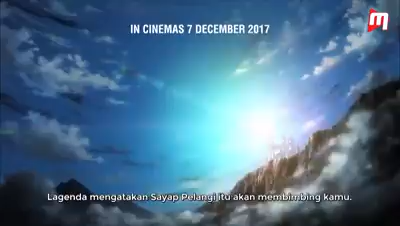 IN CINEMAS 7 DECEMBER 2017
Lagenda mengatakan Sayap Pelangi itu akan membimbing kamu.